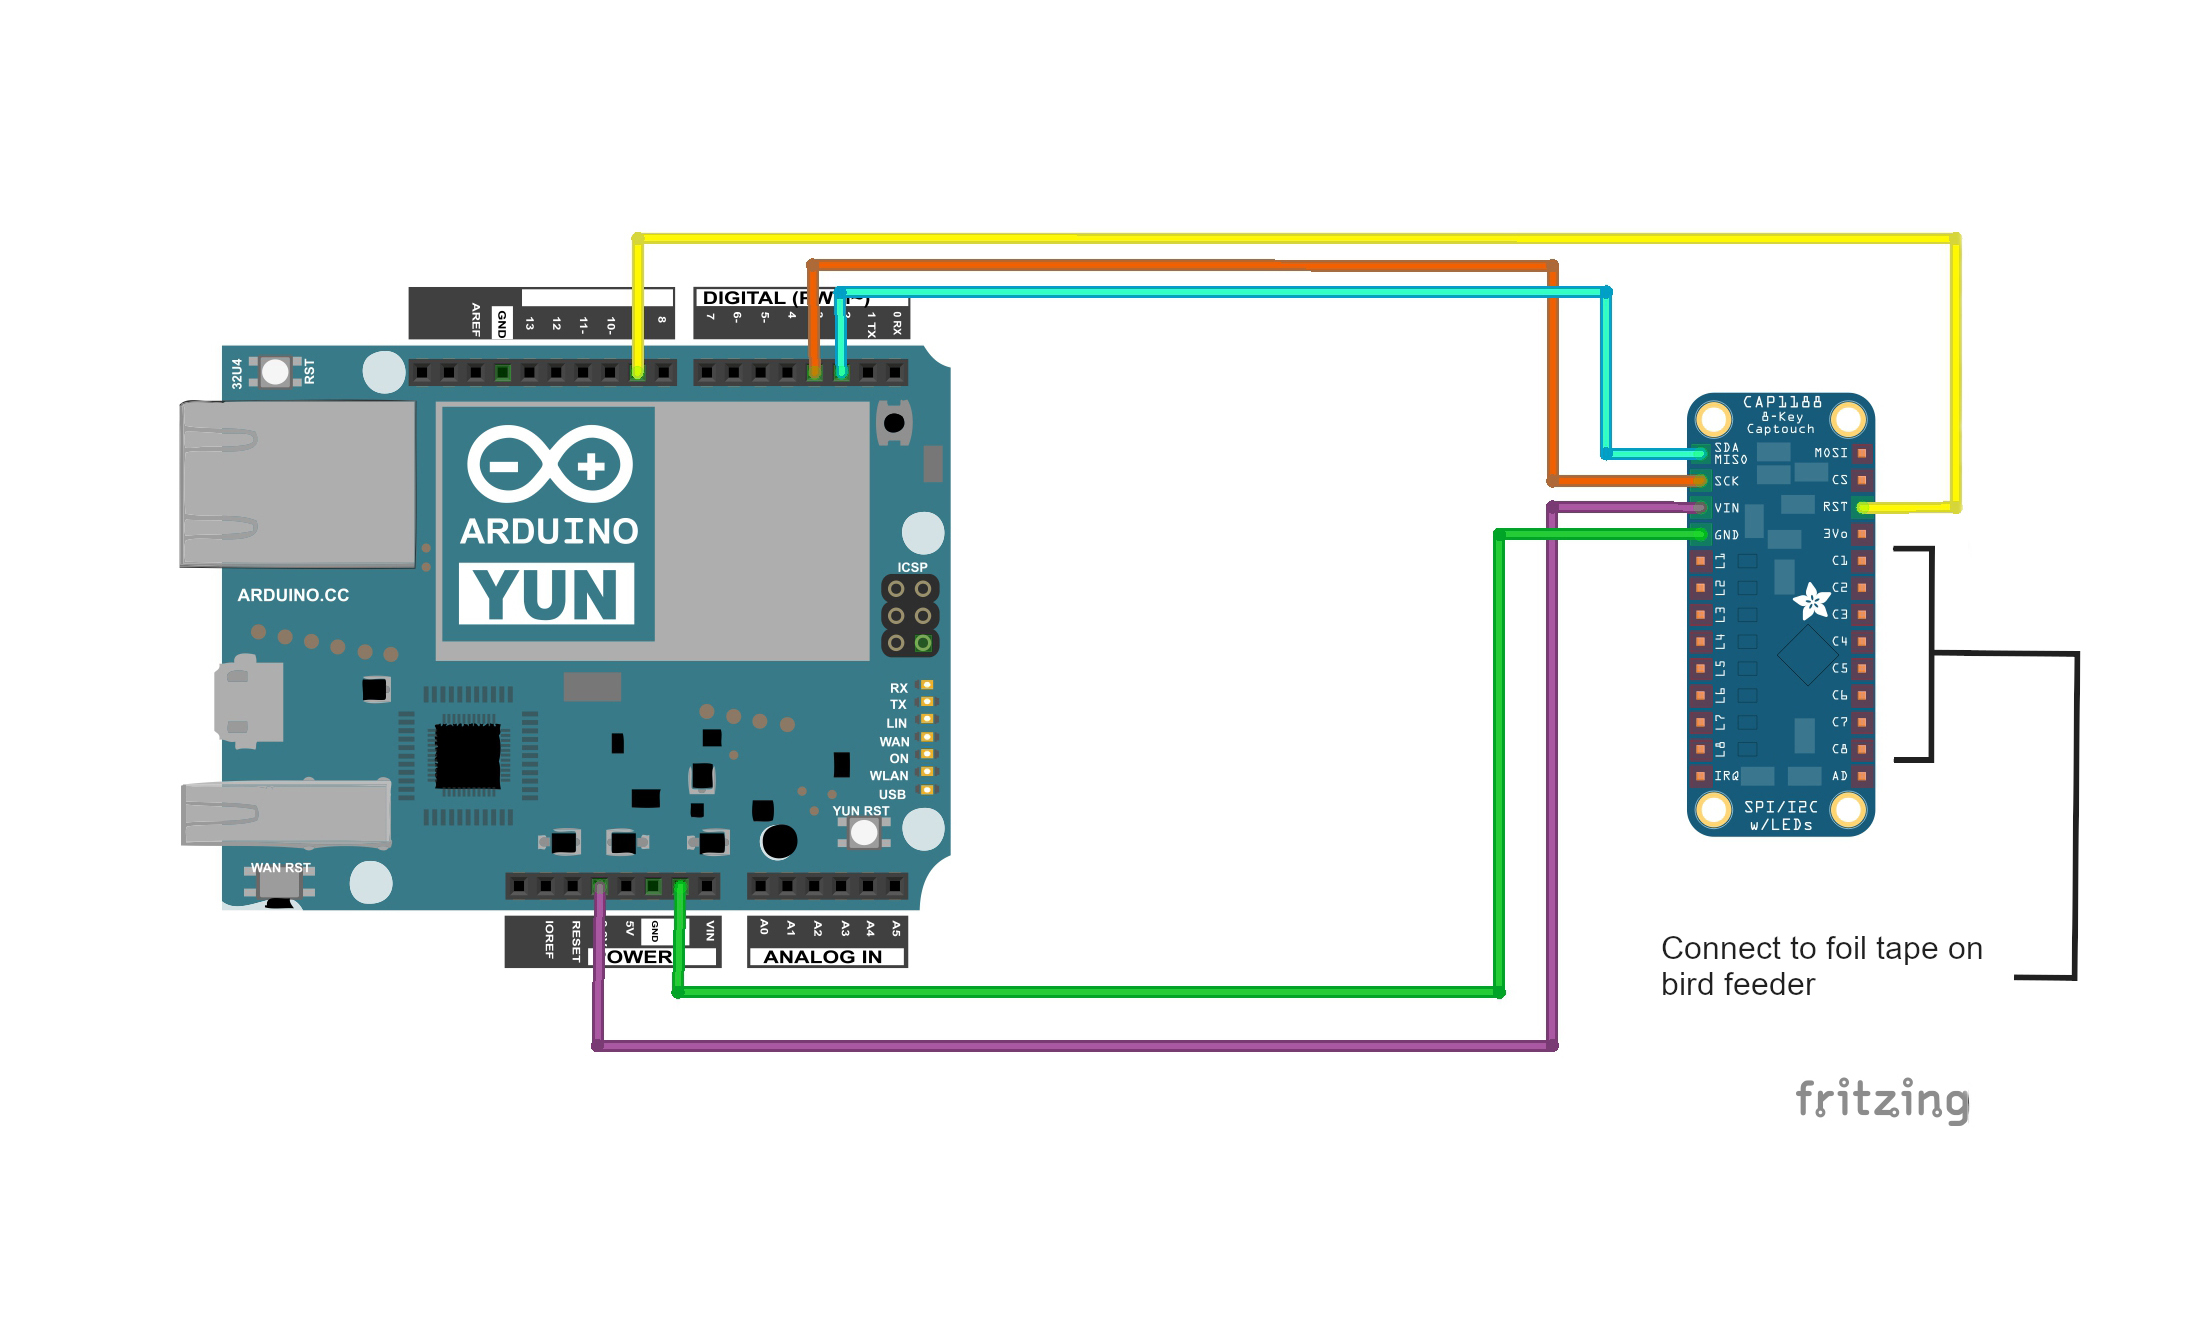 DIGITAL (PWM~)
AREF
GND
13
12
11-
10-
8
7
6-
5-
4
2
1 TX
0 RX
32U4
RST
ARDUINO
YUN
ARDUINO.CC
ICSP
RX
TX
LIN
WAN
ON
WLAN
USB
YUN RST
WAN RST
IOREF
RESET
5V
GND
VIN
POWER
A0
A1
A2
A3
A4
A5
ANALOG IN
CAP1188
8-Key
Captouch
SDA
MISO
SCK
VIN
GND
L1
L2
L3
L4
L5
L6
L7
L8
IRQ
MOSI
CS
RST
3Vo
C1
C2
C3
C4
C5
C6
C7
C8
AD
SPI/I2C
w/LEDs
Connect to foil tape on
bird feeder
fritzing